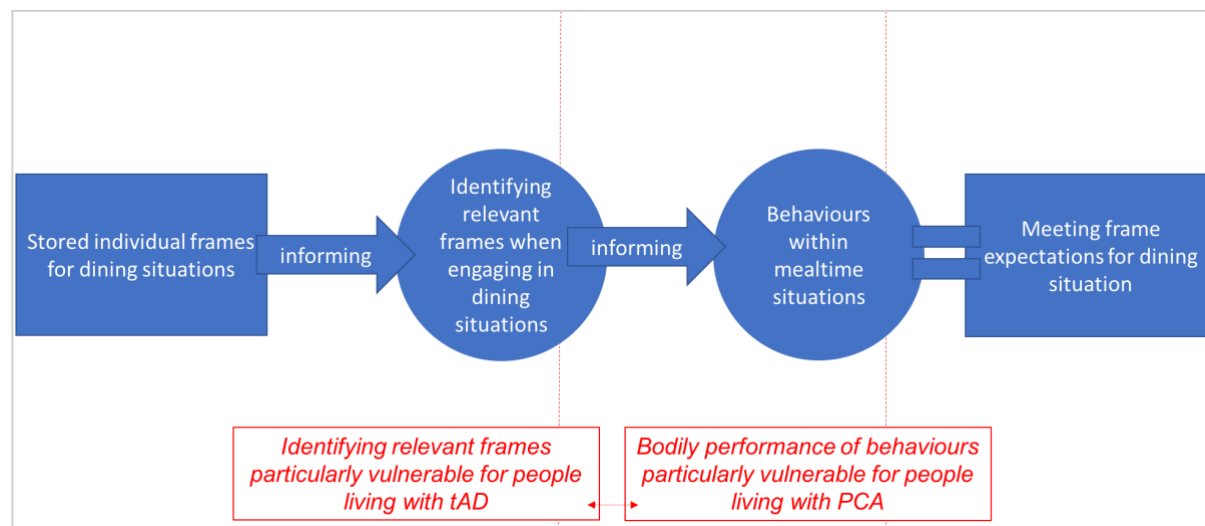 Stored individual frames
for dining situations
informing
Identifying
relevant
frames when
engaging in
dining
situations
informing
Behaviours
within
mealtime
situations
Meeting frame
expectations for dining
situation
Identifying relevant frames
particularly vulnerable for people
living with tAD
Bodily performance of behaviours
particularly vulnerable for people
living with PCA